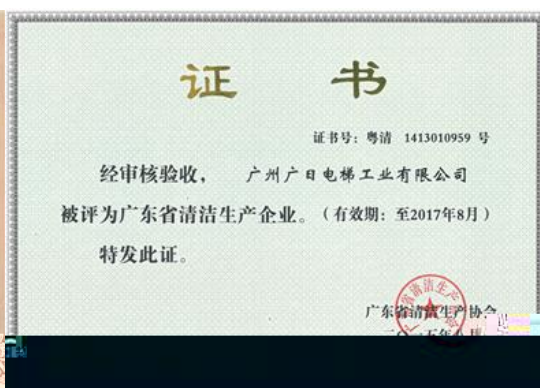 证 书
证书号：粤清 1413010959 号
经审核验收， 广州广日电梯工业有限公司
被评为广东省清洁生产企业。（有效期：至2017年8月）
特发此证。
广东省清洁生产协会